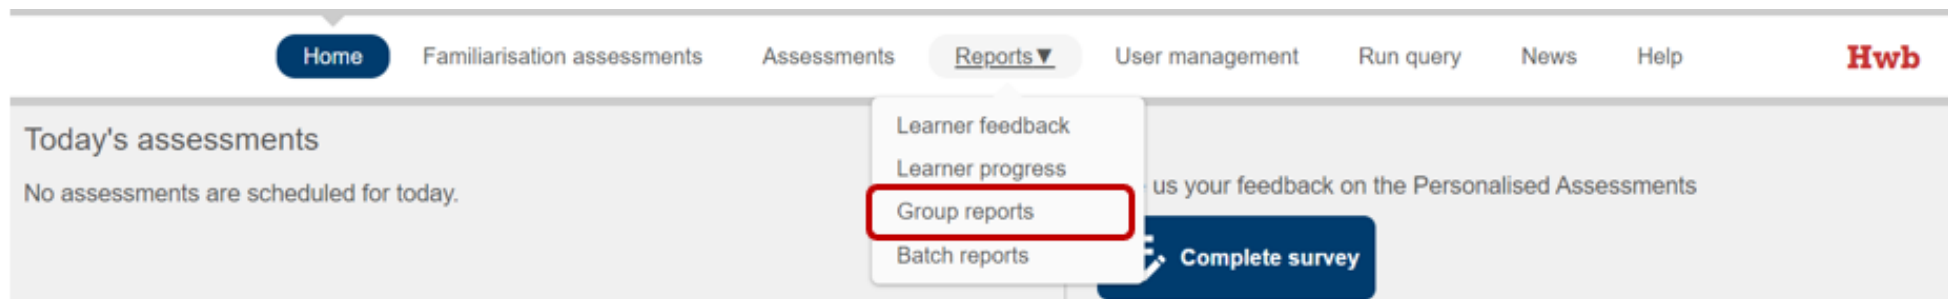 Home Familiarisation assessments Assessments Reports▼ User management Run query News Help Hwb
Today's assessments
No assessments are scheduled for today.
Learner feedback
Learner progress
Group reports
Batch reports
us your feedback on the Personalised Assessments
Complete survey